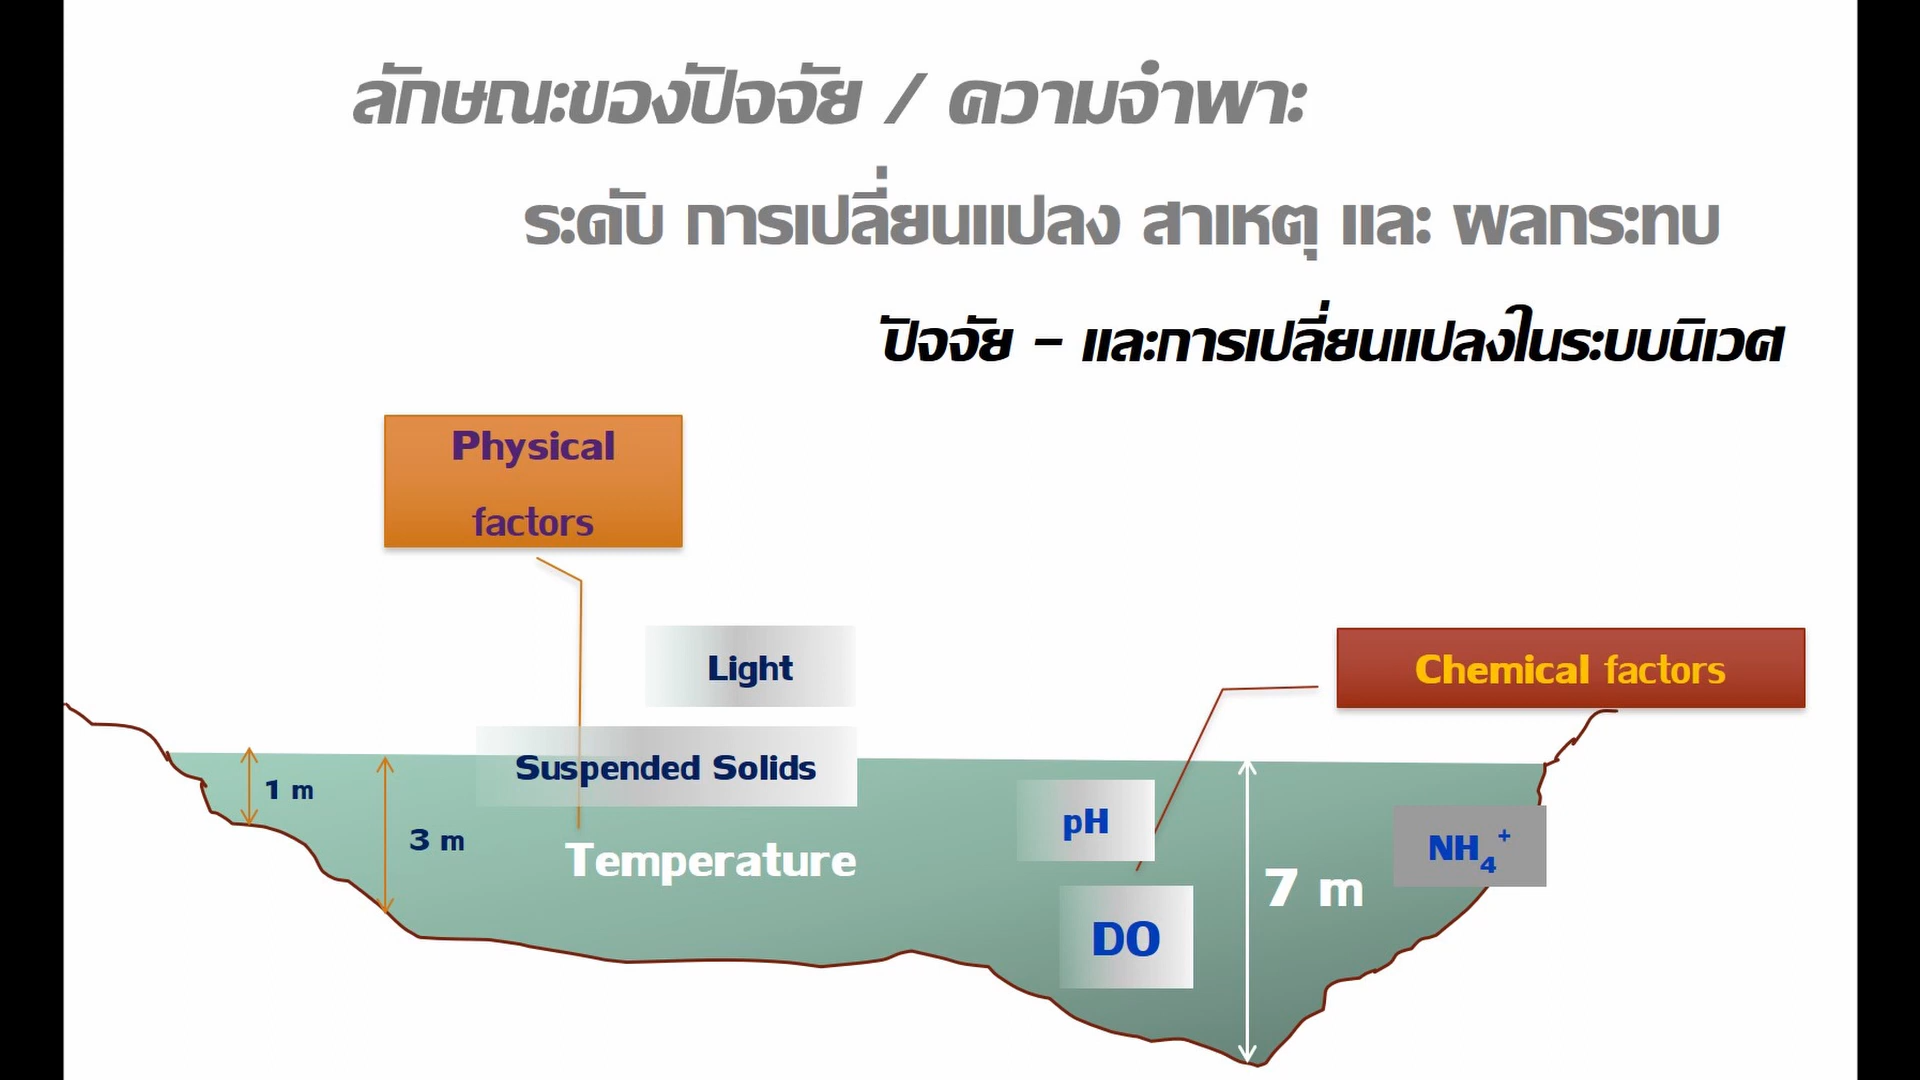 ลักษณะของปัจจัย / ความจำพาะ
ระดับ การเปลี่ยนแปลง สาเหตุ และ ผลกระทบ
ปัจจัย – และการเปลี่ยนแปลงในระบบนิเวศ
Physical
factors
Light
Chemical factors
Suspended Solids
1 m
3 m
Temperature
pH
NH₄⁺
7 m
DO